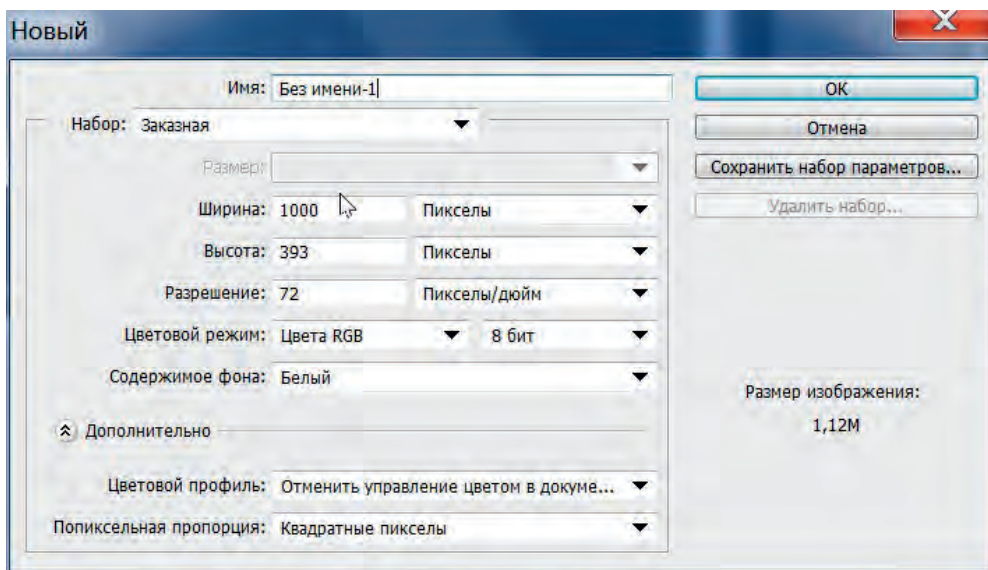 Новый
Имя: Без имени-1
OK
Набор: Заказная
Отмена
Размер:
Сохранить набор параметров...
Ширина: 1000 Пикселы
Удалить набор...
Высота: 393 Пикселы
Разрешение: 72 Пикселы/дюйм
Цветовой режим: Цвета RGB 8 бит
Содержимое фона: Белый
Размер изображения:
1,12M
Дополнительно
Цветовой профиль: Отменить управление цветом в докуме...
Попиксельная пропорция: Квадратные пикселы